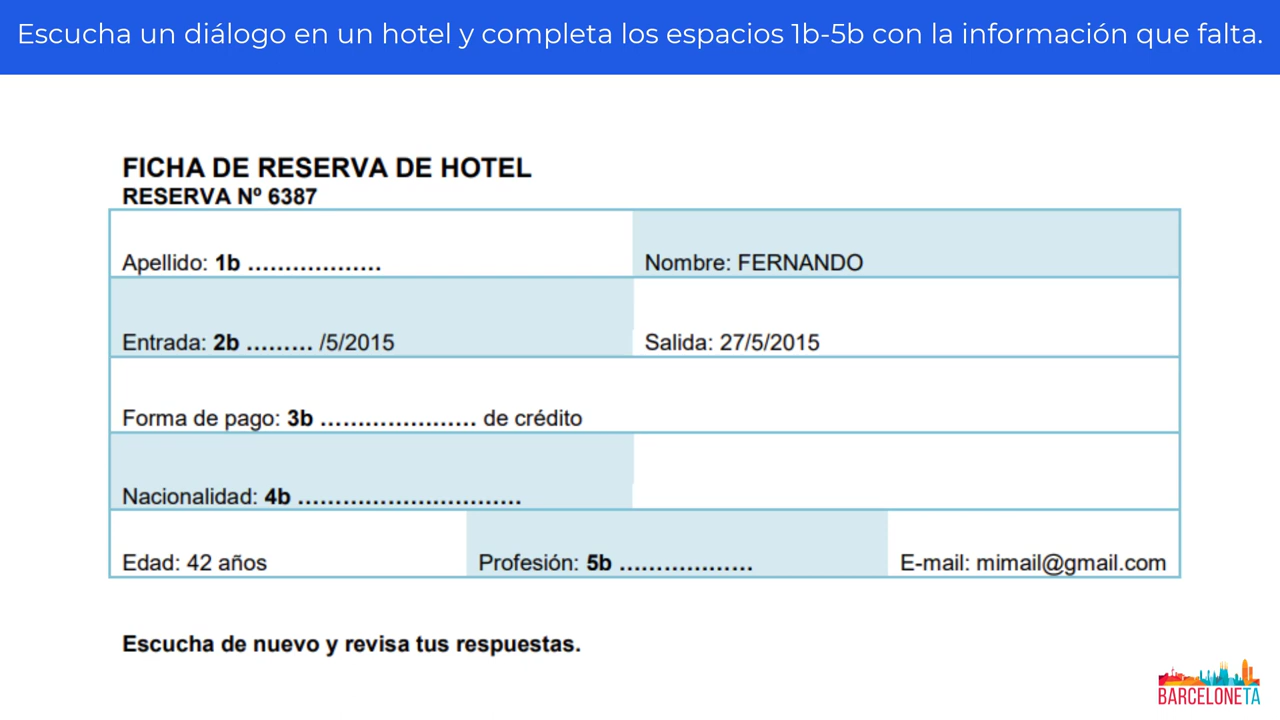 Escucha un diálogo en un hotel y completa los espacios 1b-5b con la información que falta.
FICHA DE RESERVA DE HOTEL
RESERVA Nº 6387
Apellido: 1b ..................
Nombre: FERNANDO
Entrada: 2b ......... /5/2015
Salida: 27/5/2015
Forma de pago: 3b ..................... de crédito
Nacionalidad: 4b ..............................
Edad: 42 años
Profesión: 5b ..................
E-mail: mimail@gmail.com
Escucha de nuevo y revisa tus respuestas.
BARCELONETA